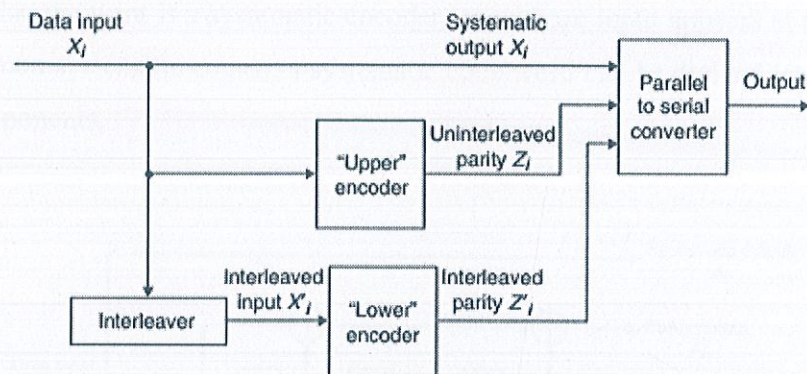 Data input
Xi
Systematic
output Xi
Parallel
to serial
converter
Output
"Upper"
encoder
Uninterleaved
parity Zi
Interleaver
Interleaved
input X'i
"Lower"
encoder
Interleaved
parity Z'i